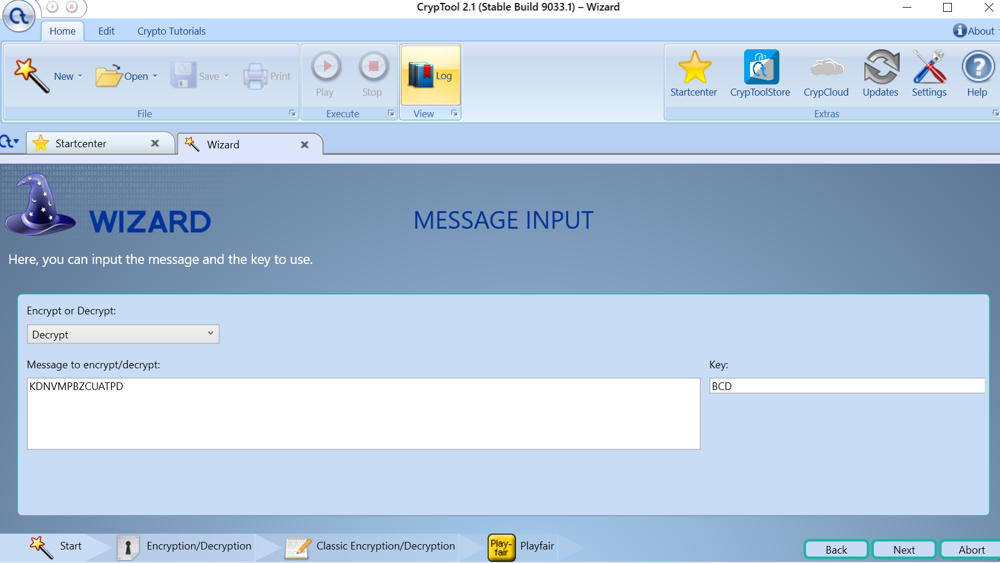 CrypTool 2.1 (Stable Build 9033.1) – Wizard
Home Edit Crypto Tutorials About
New Open Save Print Log
Play Stop Startcenter CrypToolStore CrypCloud Updates Settings Help
File Execute View Extras
Startcenter Wizard
WIZARD
MESSAGE INPUT
Here, you can input the message and the key to use.
Encrypt or Decrypt:
Decrypt
Message to encrypt/decrypt: Key:
KDNVMPBZCUATPD BCD
Start Encryption/Decryption Classic Encryption/Decryption Play-
fair Playfair
Back Next Abort